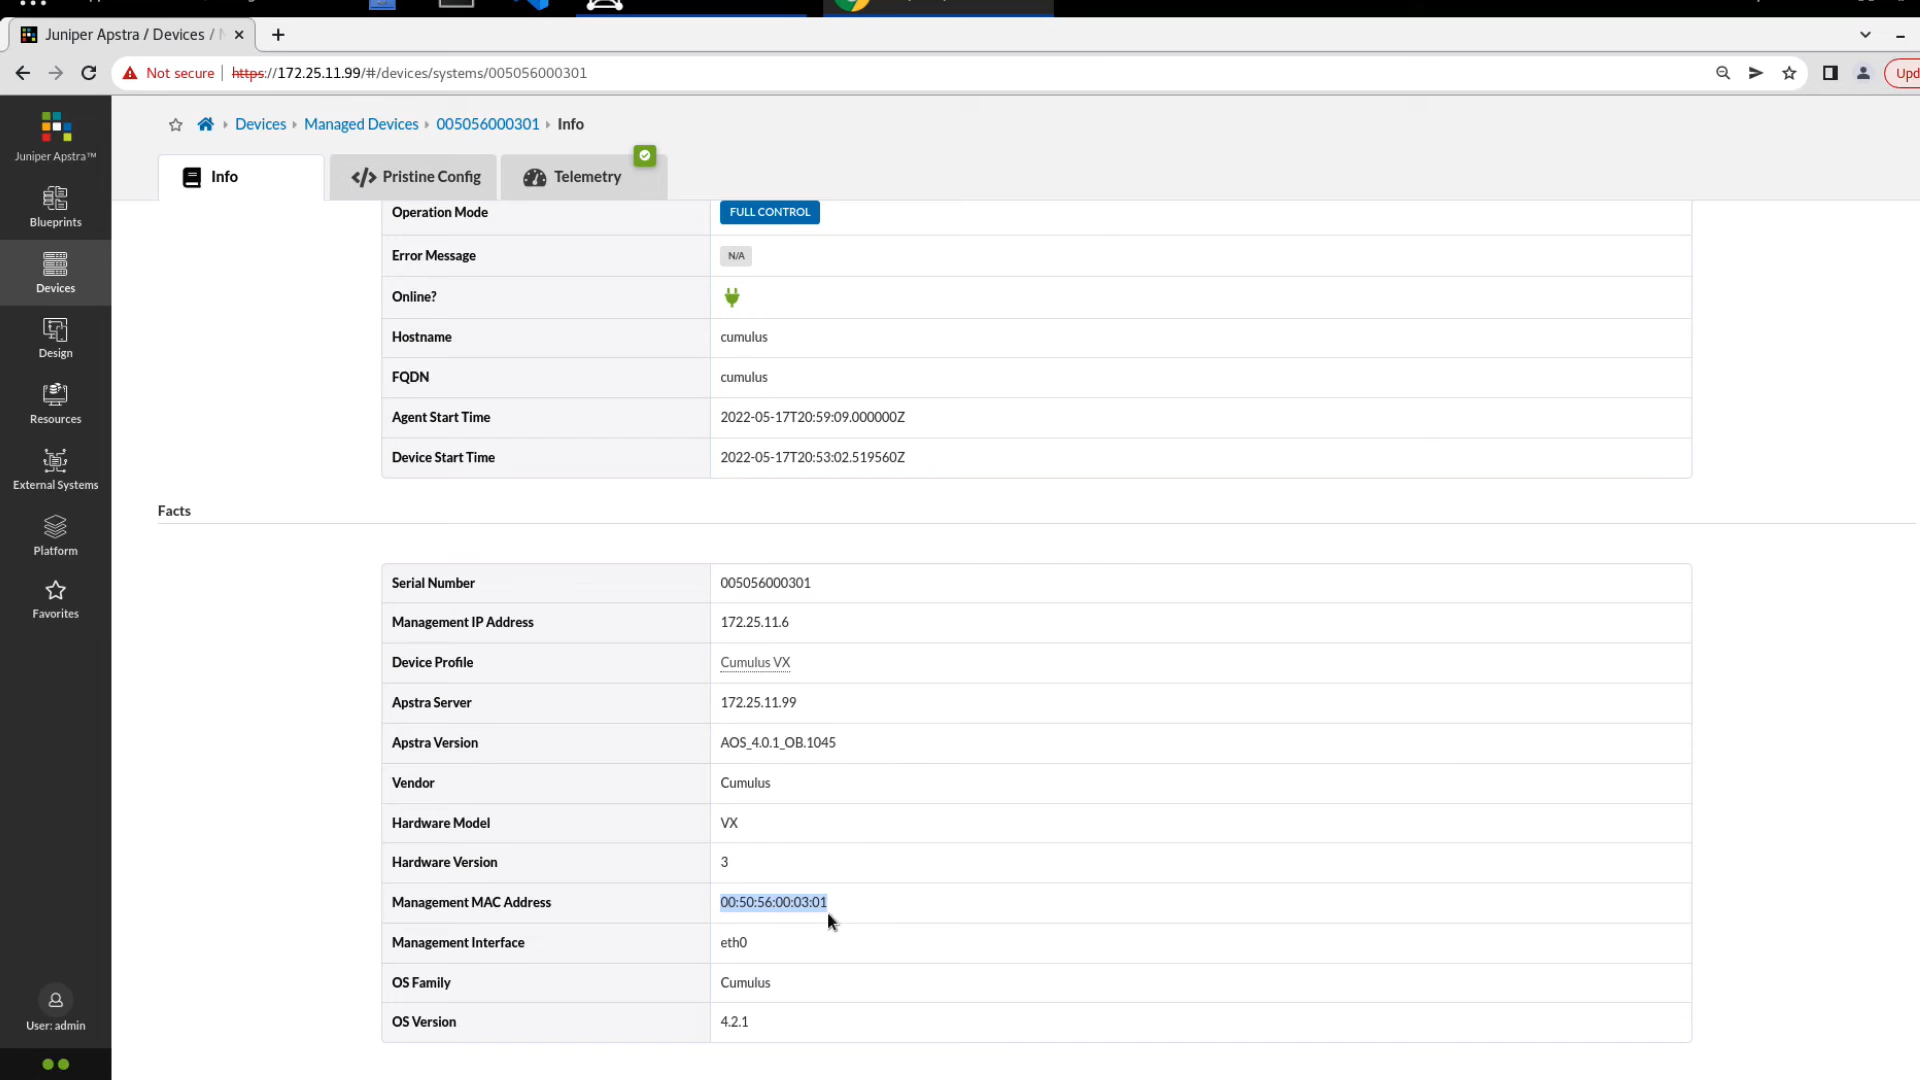 Juniper Apstra / Devices /
Not secure https://172.25.11.99/#/devices/systems/005056000301
Upd
Juniper Apstra™
Blueprints
Devices
Design
Resources
External Systems
Platform
Favorites
User: admin
Devices Managed Devices 005056000301 Info
Info
Pristine Config
Telemetry
Operation Mode FULL CONTROL
Error Message N/A
Online?
Hostname cumulus
FQDN cumulus
Agent Start Time 2022-05-17T20:59:09.000000Z
Device Start Time 2022-05-17T20:53:02.519560Z
Facts
Serial Number 005056000301
Management IP Address 172.25.11.6
Device Profile Cumulus VX
Apstra Server 172.25.11.99
Apstra Version AOS_4.0.1_OB.1045
Vendor Cumulus
Hardware Model VX
Hardware Version 3
Management MAC Address 00:50:56:00:03:01
Management Interface eth0
OS Family Cumulus
OS Version 4.2.1